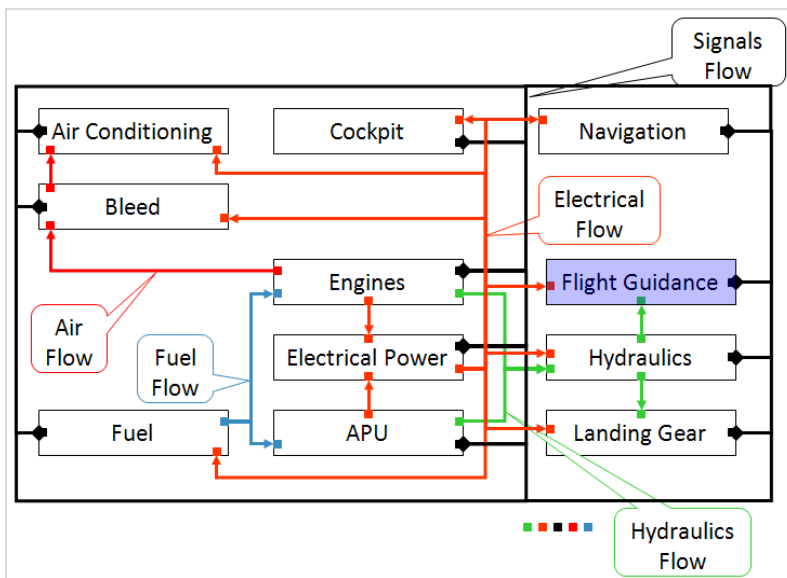 Signals
Flow
Air Conditioning
Cockpit
Navigation
Bleed
Electrical
Flow
Engines
Flight Guidance
Air
Flow
Fuel
Flow
Electrical Power
Hydraulics
Fuel
APU
Landing Gear
Hydraulics
Flow